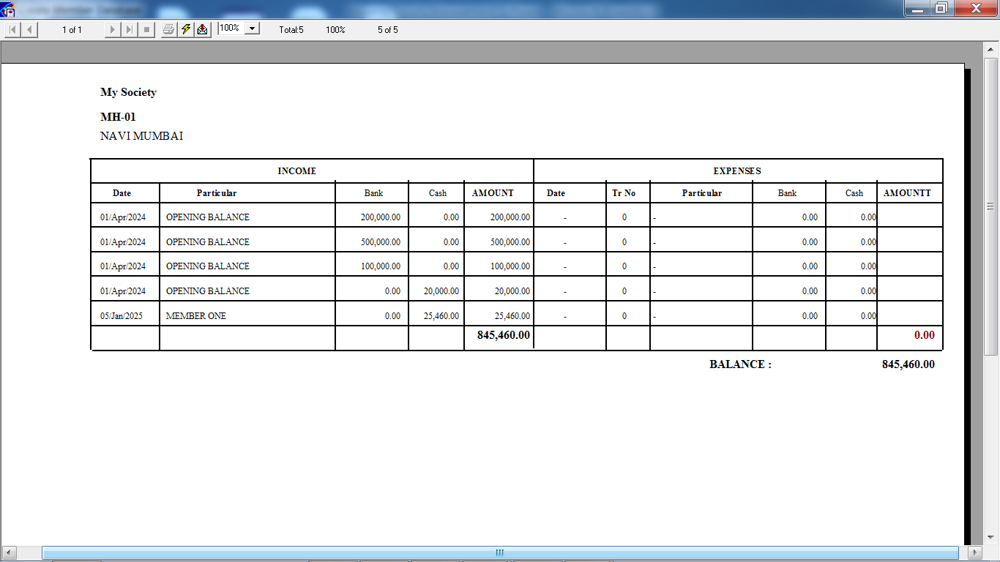 1 of 1 100% Total:5 100% 5 of 5
My Society
MH-01
NAVI MUMBAI
INCOME EXPENSES
Date Particular Bank Cash AMOUNT Date Tr No Particular Bank Cash AMOUNTT
01/Apr/2024 OPENING BALANCE 200,000.00 0.00 200,000.00 - 0 - 0.00 0.00
01/Apr/2024 OPENING BALANCE 500,000.00 0.00 500,000.00 - 0 - 0.00 0.00
01/Apr/2024 OPENING BALANCE 100,000.00 0.00 100,000.00 - 0 - 0.00 0.00
01/Apr/2024 OPENING BALANCE 0.00 20,000.00 20,000.00 - 0 - 0.00 0.00
05/Jan/2025 MEMBER ONE 0.00 25,460.00 25,460.00 - 0 - 0.00 0.00
845,460.00 0.00
BALANCE : 845,460.00